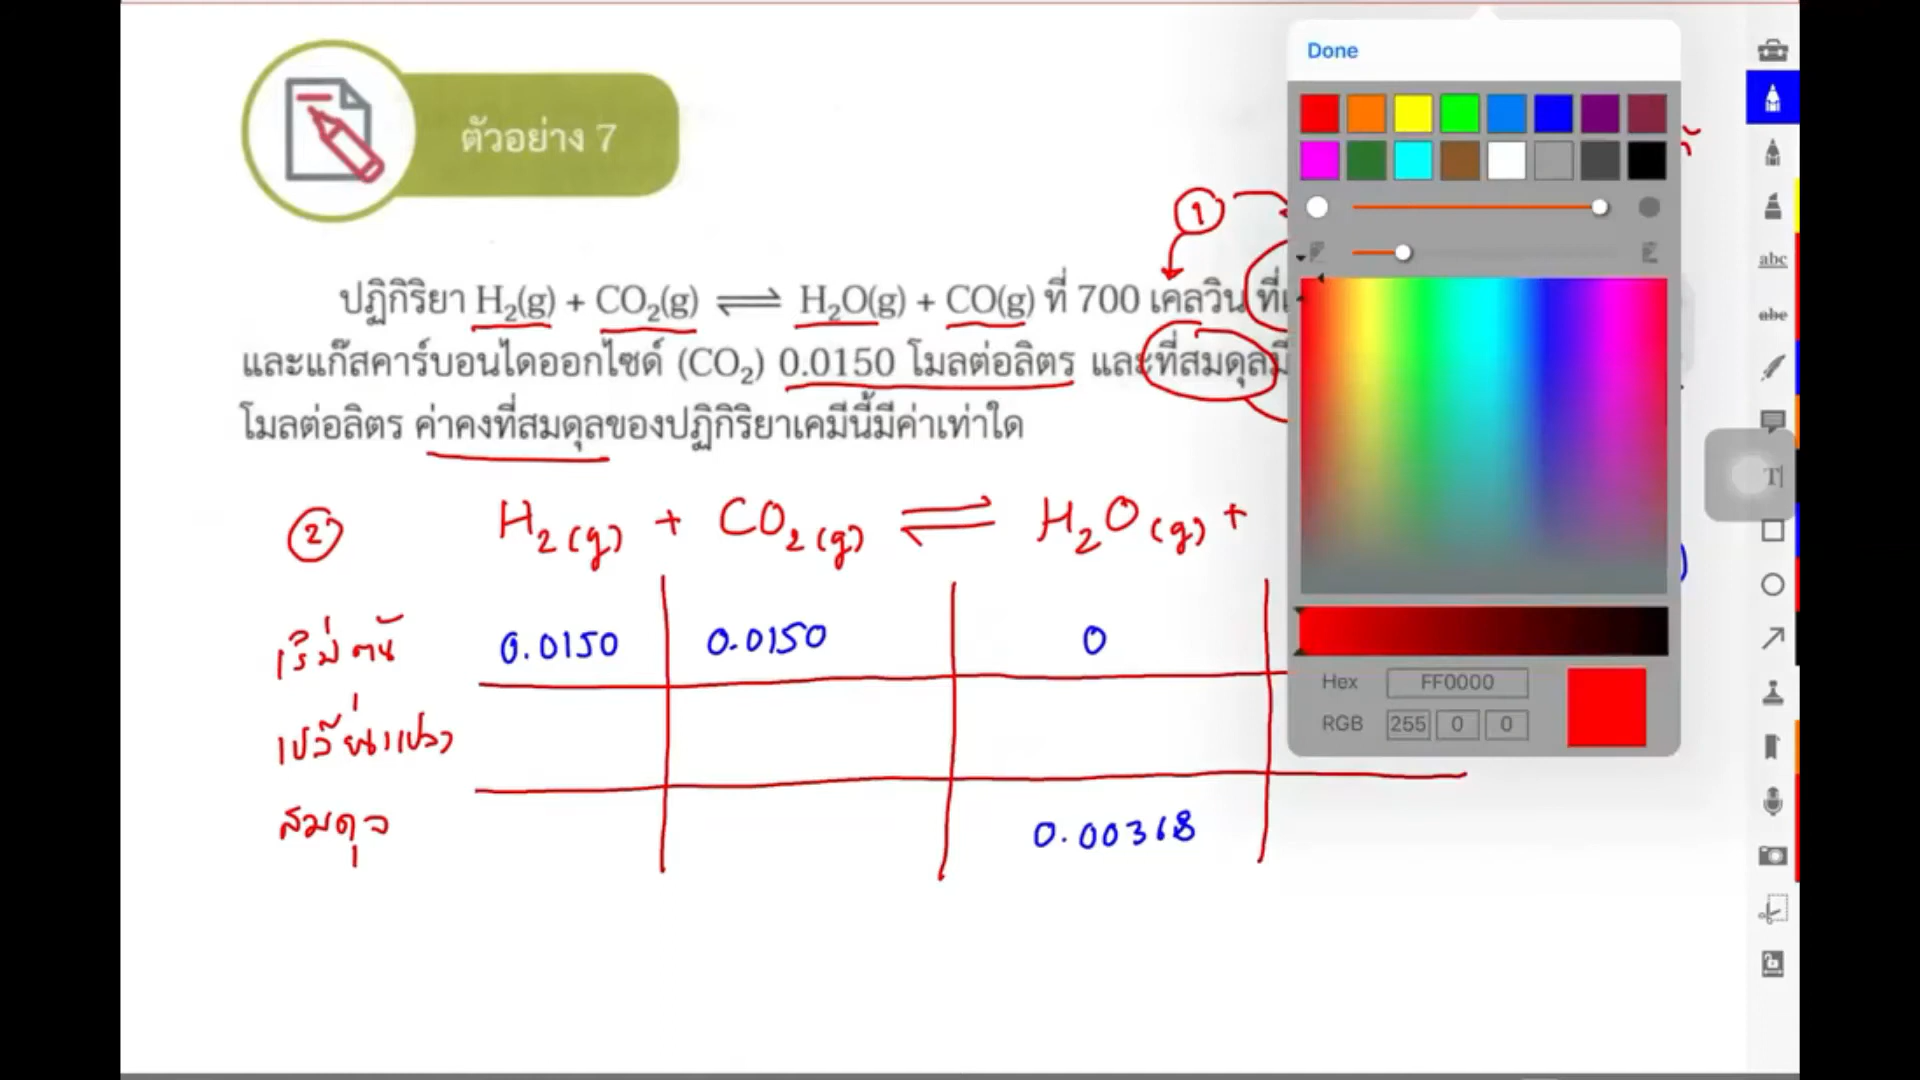 Done
ตัวอย่าง 7
1
ปฏิกิริยา H₂(g) + CO₂(g) ⇌ H₂O(g) + CO(g) ที่ 700 เคลวิน
และแก๊สคาร์บอนไดออกไซด์ (CO₂) 0.0150 โมลต่อลิตร และที่สมดุลมี
โมลต่อลิตร ค่าคงที่สมดุลของปฏิกิริยาเคมีนี้มีค่าเท่าใด
2 H₂(g) + CO₂(g) ⇌ H₂O(g) +
เริ่มต้น 0.0150 0.0150 0
เปลี่ยนแปลง
สมดุล 0.00368
Hex FF0000
RGB 255 0 0
abc
abc
T